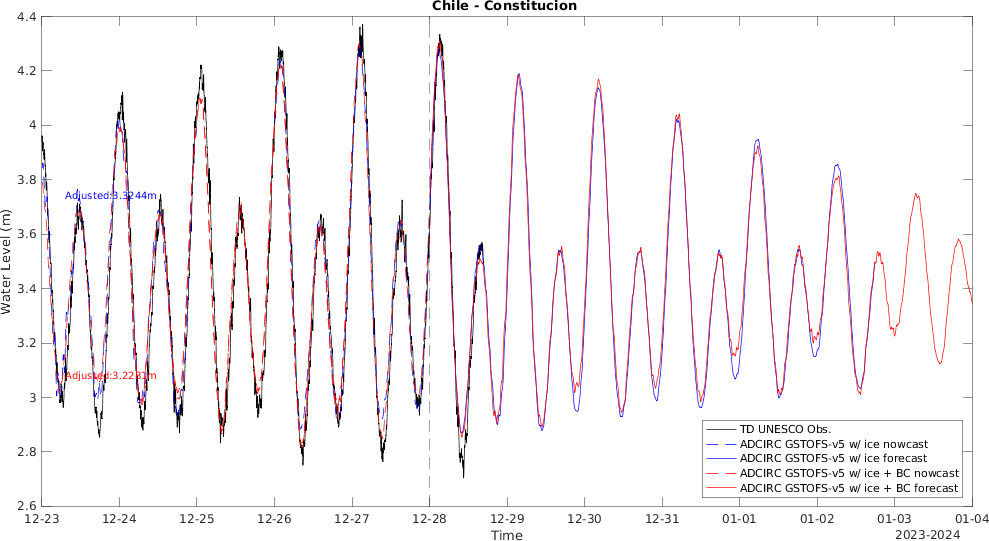 Chile - Constitucion
4.4
4.2
4
3.8
3.6
3.4
3.2
3
2.8
2.6
Water Level (m)
Adjusted:3.3244m
Adjusted:3.2231m
TD UNESCO Obs.
ADCIRC GSTOFS-v5 w/ ice nowcast
ADCIRC GSTOFS-v5 w/ ice forecast
ADCIRC GSTOFS-v5 w/ ice + BC nowcast
ADCIRC GSTOFS-v5 w/ ice + BC forecast
12-23 12-24 12-25 12-26 12-27 12-28 12-29 12-30 12-31 01-01 01-02 01-03 01-04
Time
2023-2024